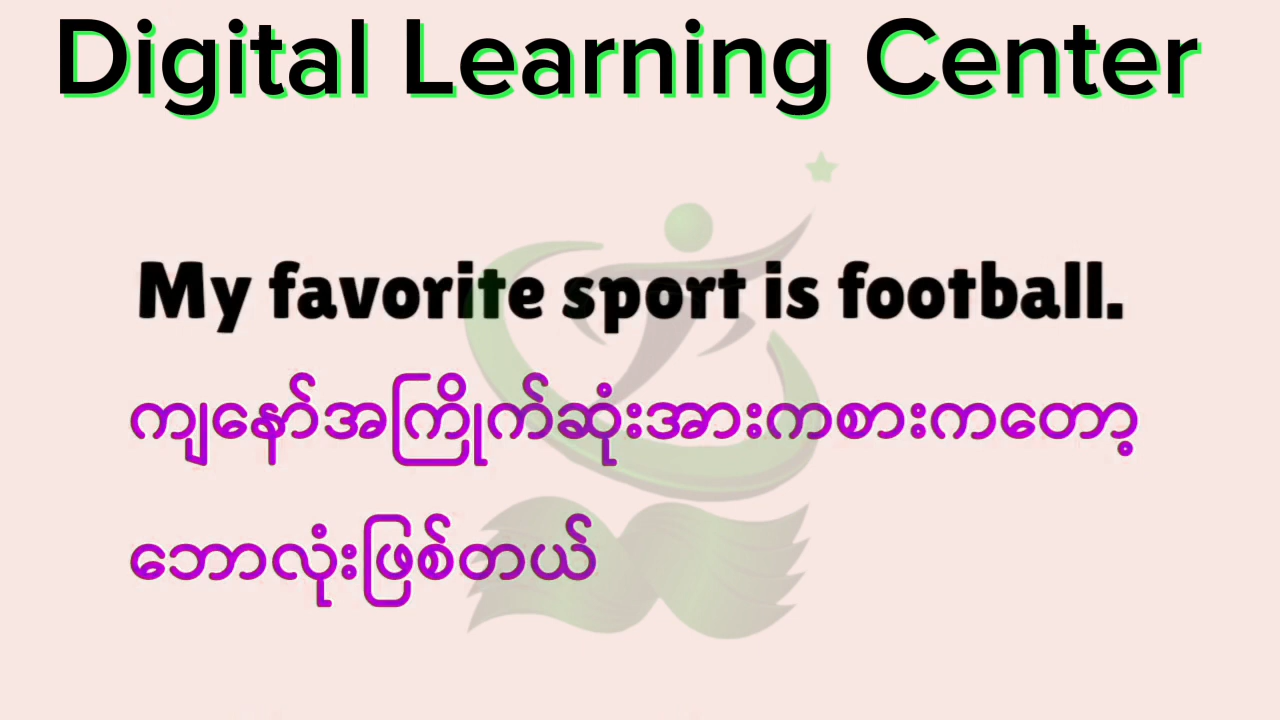 Digital Learning Center
My favorite sport is football.
ကျနော်အကြိုက်ဆုံးအားကစားကတော့
ဘောလုံးဖြစ်တယ်